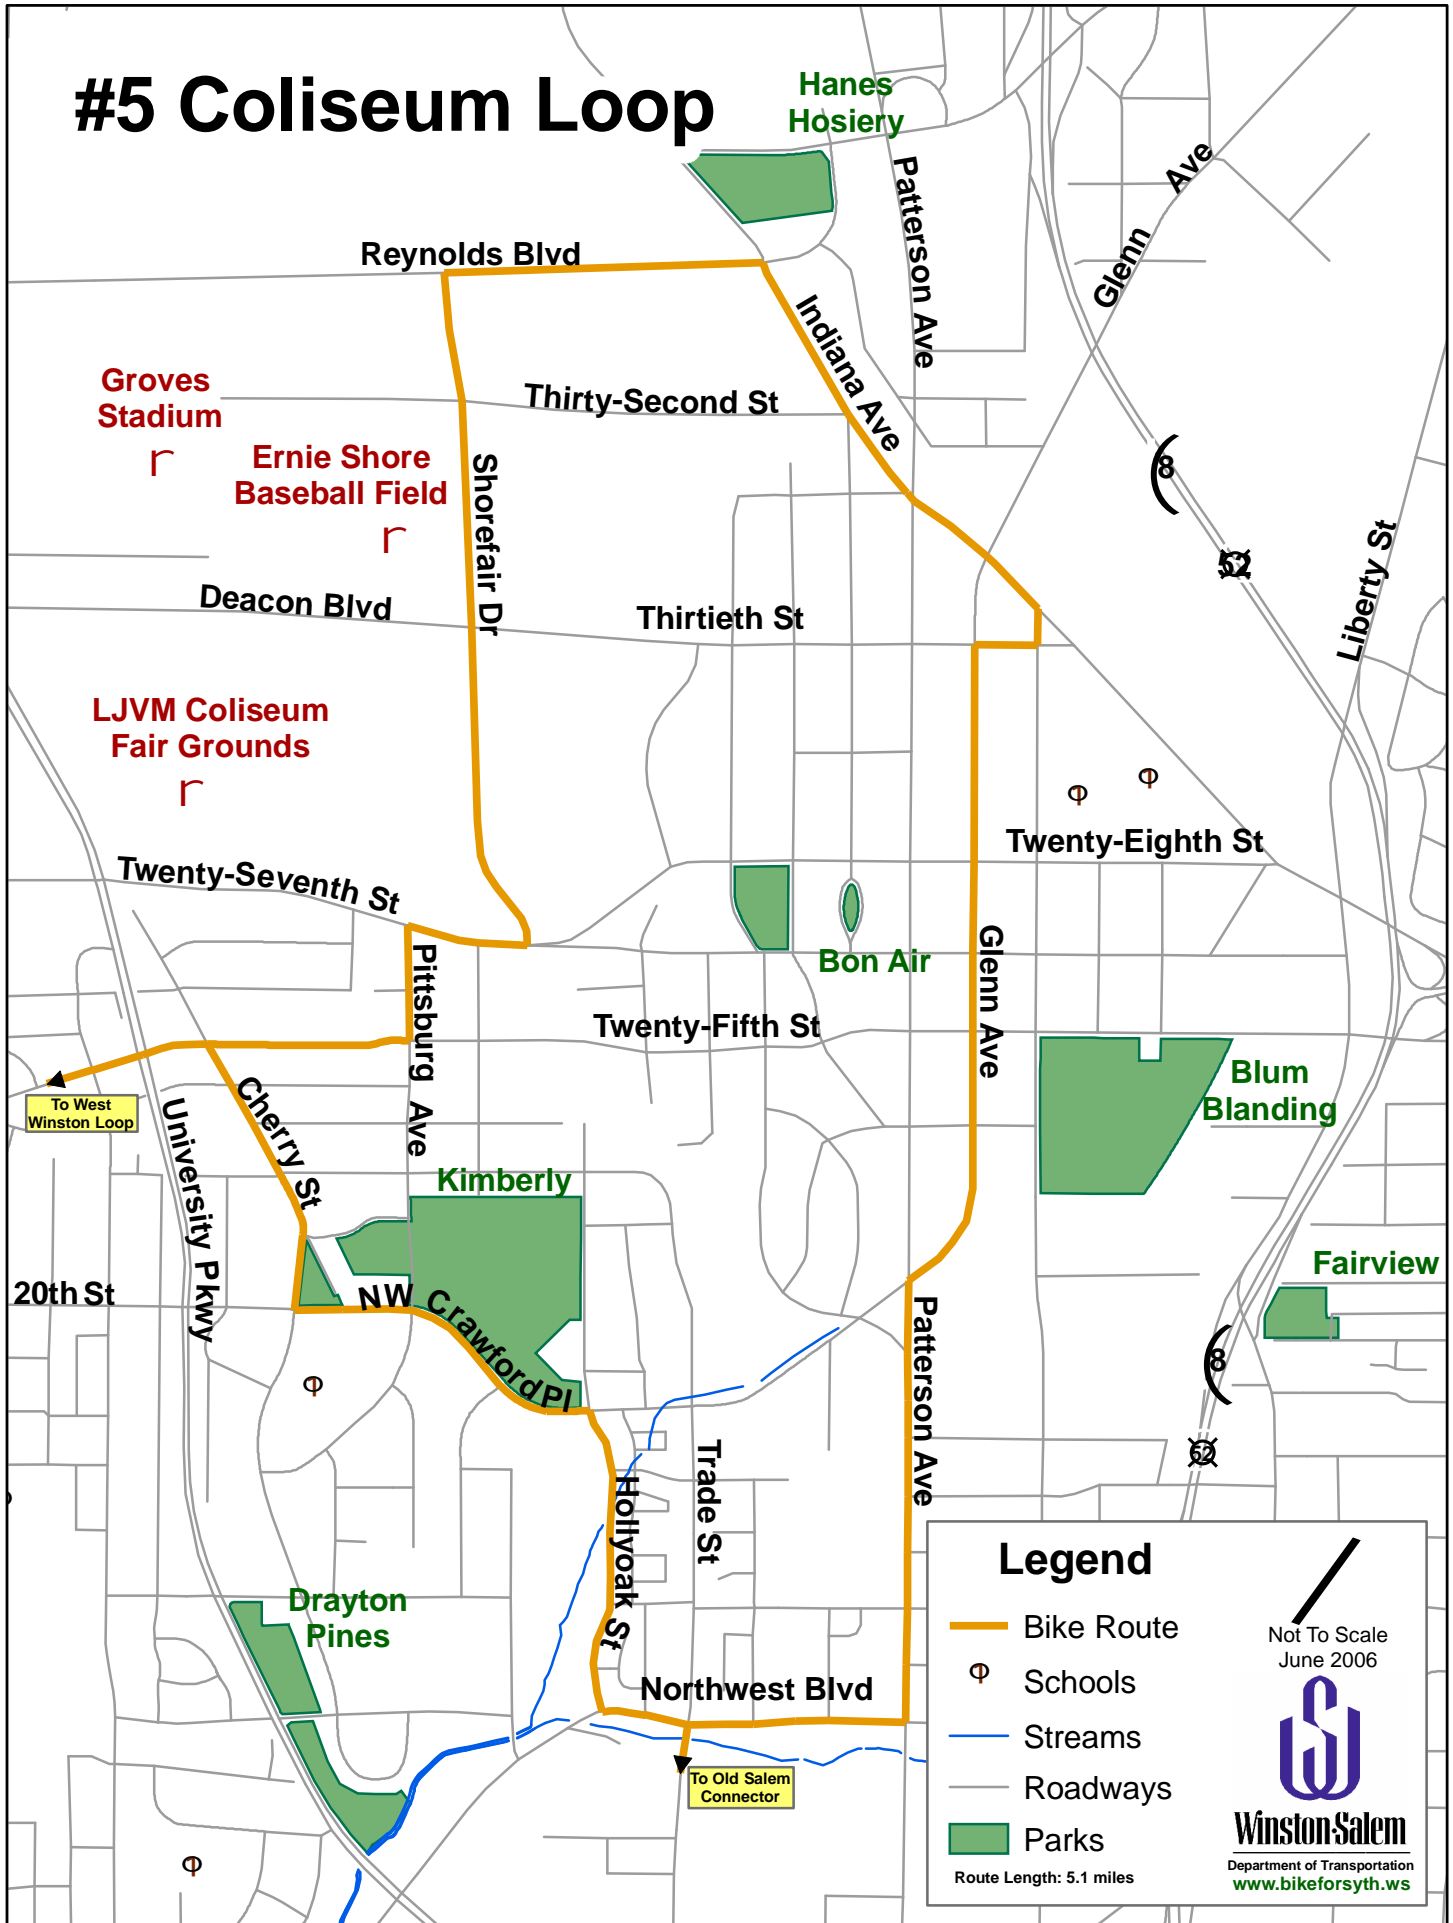 #5 Coliseum Loop
Hanes
Hosiery
Patterson Ave
Glenn Ave
Reynolds Blvd
Indiana Ave
Groves
Stadium
r
Thirty-Second St
Ernie Shore
Baseball Field
r
Shorefair Dr
8
52
Liberty St
Deacon Blvd
Thirtieth St
LJVM Coliseum
Fair Grounds
r
Twenty-Eighth St
Twenty-Seventh St
Bon Air
Pittsburg Ave
Glenn Ave
Twenty-Fifth St
To West
Winston Loop
Cherry St
University Pkwy
Blum
Blanding
Kimberly
Fairview
20th St
NW Crawford Pl
8
Patterson Ave
52
Trade St
Hollyoak St
Drayton
Pines
Northwest Blvd
To Old Salem
Connector
Legend
Bike Route
Schools
Streams
Roadways
Parks
Route Length: 5.1 miles
Not To Scale
June 2006
Winston-Salem
Department of Transportation
www.bikeforsyth.ws